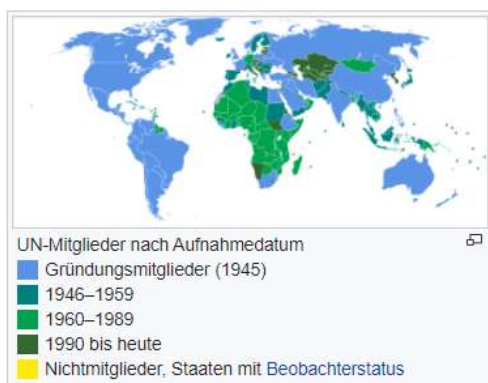 UN-Mitglieder nach Aufnahmedatum
Gründungsmitglieder (1945)
1946–1959
1960–1989
1990 bis heute
Nichtmitglieder, Staaten mit Beobachterstatus